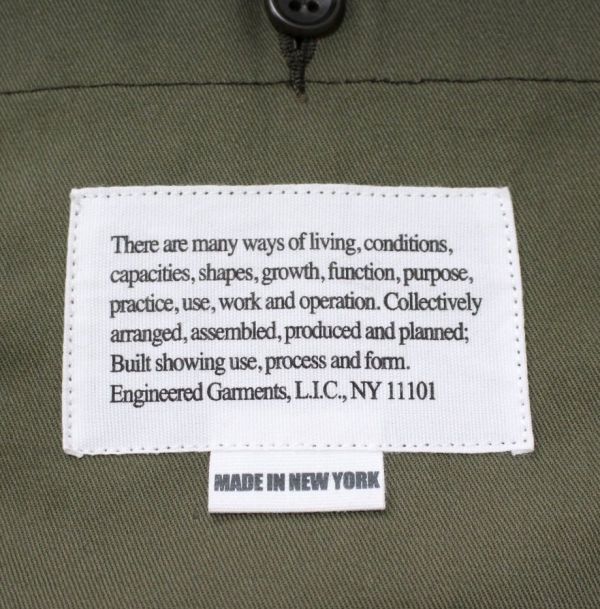 There are many ways of living, conditions,
capacities, shapes, growth, function, purpose,
practice, use, work and operation. Collectively
arranged, assembled, produced and planned;
Built showing use, process and form.
Engineered Garments, L.I.C., NY 11101
MADE IN NEW YORK